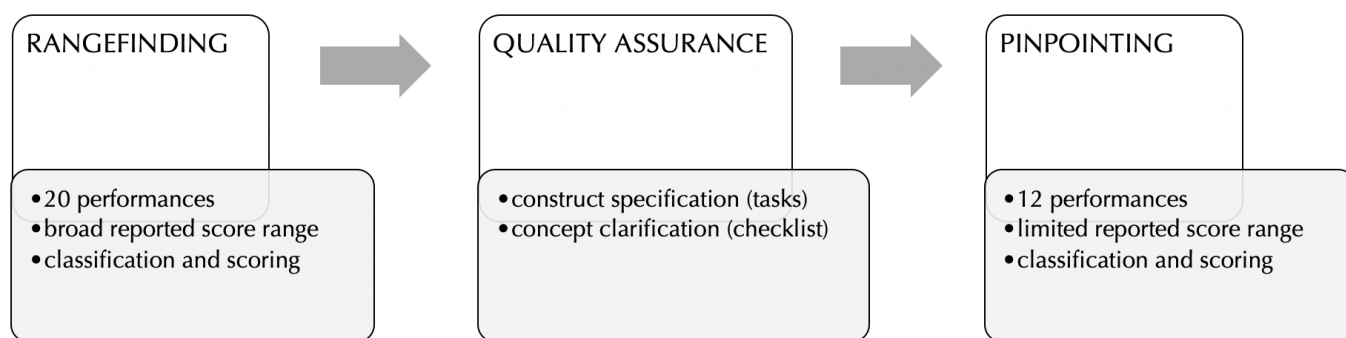 RANGEFINDING
•20 performances
•broad reported score range
•classification and scoring
QUALITY ASSURANCE
•construct specification (tasks)
•concept clarification (checklist)
PINPOINTING
•12 performances
•limited reported score range
•classification and scoring